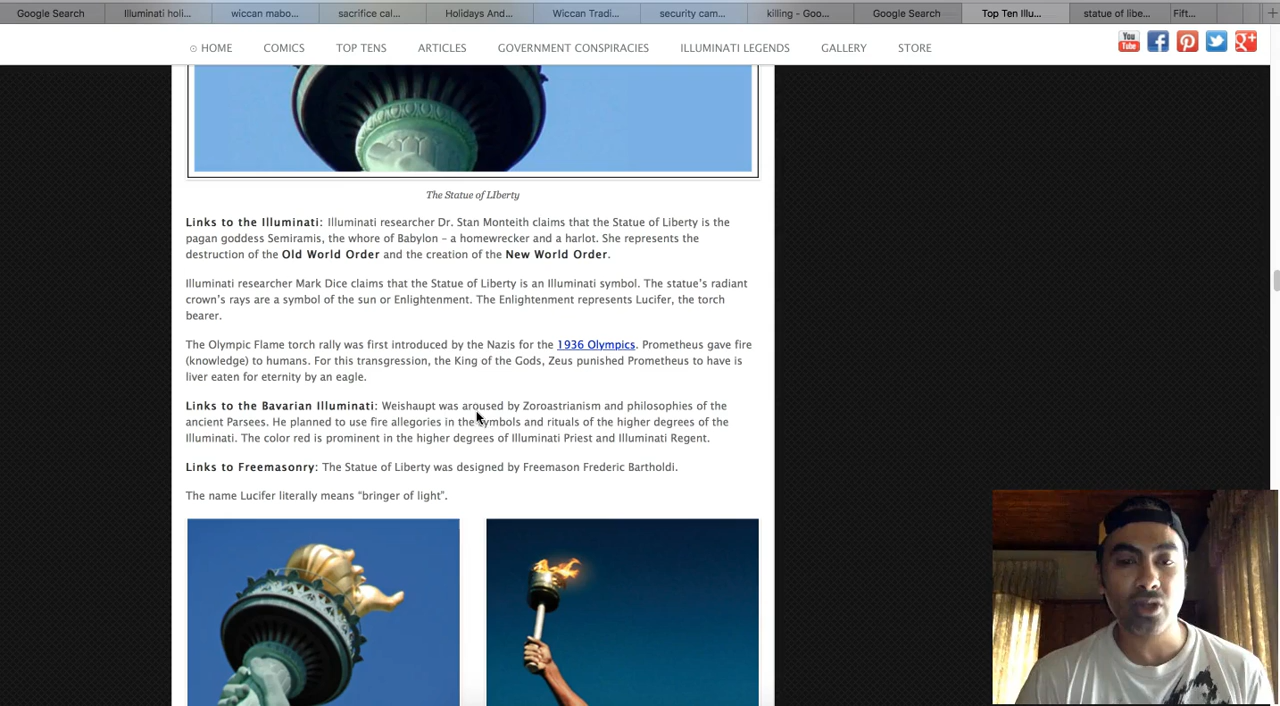 Google Search
Illuminati holi...
wiccan mabo...
sacrifice cal...
Holidays And...
Wiccan Tradi...
security cam...
killing - Goo...
Google Search
Top Ten Illu...
statue of libe...
Fift...
HOME
COMICS
TOP TENS
ARTICLES
GOVERNMENT CONSPIRACIES
ILLUMINATI LEGENDS
GALLERY
STORE
You Tube
The Statue of LIberty
Links to the Illuminati: Illuminati researcher Dr. Stan Monteith claims that the Statue of Liberty is the
pagan goddess Semiramis, the whore of Babylon – a homewrecker and a harlot. She represents the
destruction of the Old World Order and the creation of the New World Order.
Illuminati researcher Mark Dice claims that the Statue of Liberty is an Illuminati symbol. The statue's radiant
crown's rays are a symbol of the sun or Enlightenment. The Enlightenment represents Lucifer, the torch
bearer.
The Olympic Flame torch rally was first introduced by the Nazis for the 1936 Olympics. Prometheus gave fire
(knowledge) to humans. For this transgression, the King of the Gods, Zeus punished Prometheus to have is
liver eaten for eternity by an eagle.
Links to the Bavarian Illuminati: Weishaupt was aroused by Zoroastrianism and philosophies of the
ancient Parsees. He planned to use fire allegories in the symbols and rituals of the higher degrees of the
Illuminati. The color red is prominent in the higher degrees of Illuminati Priest and Illuminati Regent.
Links to Freemasonry: The Statue of Liberty was designed by Freemason Frederic Bartholdi.
The name Lucifer literally means "bringer of light".